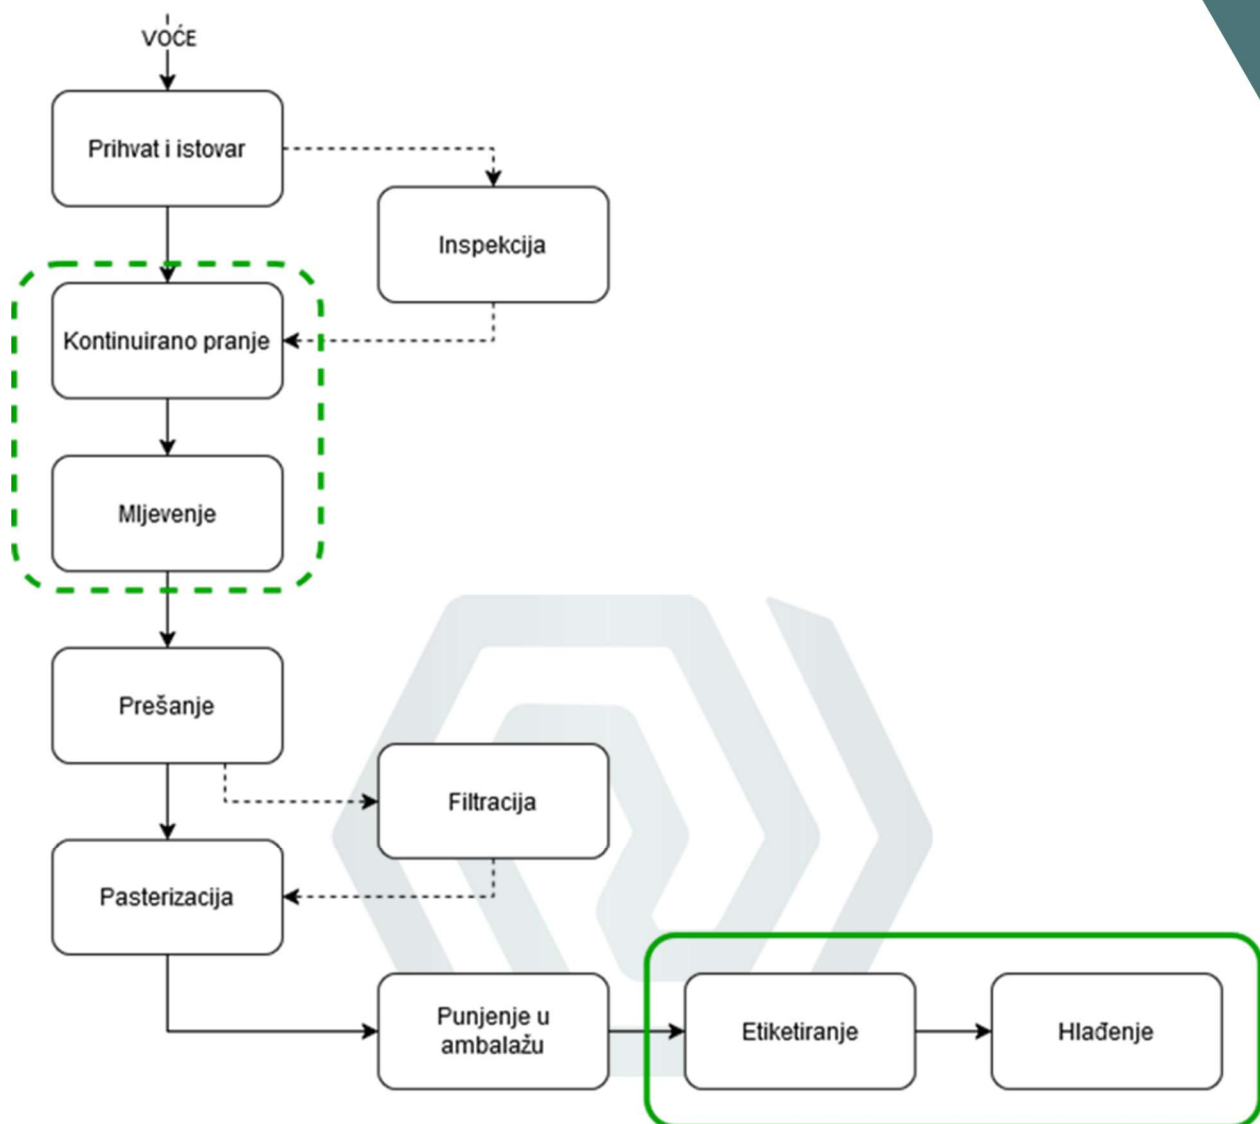 VOĆE
Prihvat i istovar
Inspekcija
Kontinuirano pranje
Mljevenje
Prešanje
Filtracija
Pasterizacija
Punjenje u
ambalažu
Etiketiranje
Hlađenje